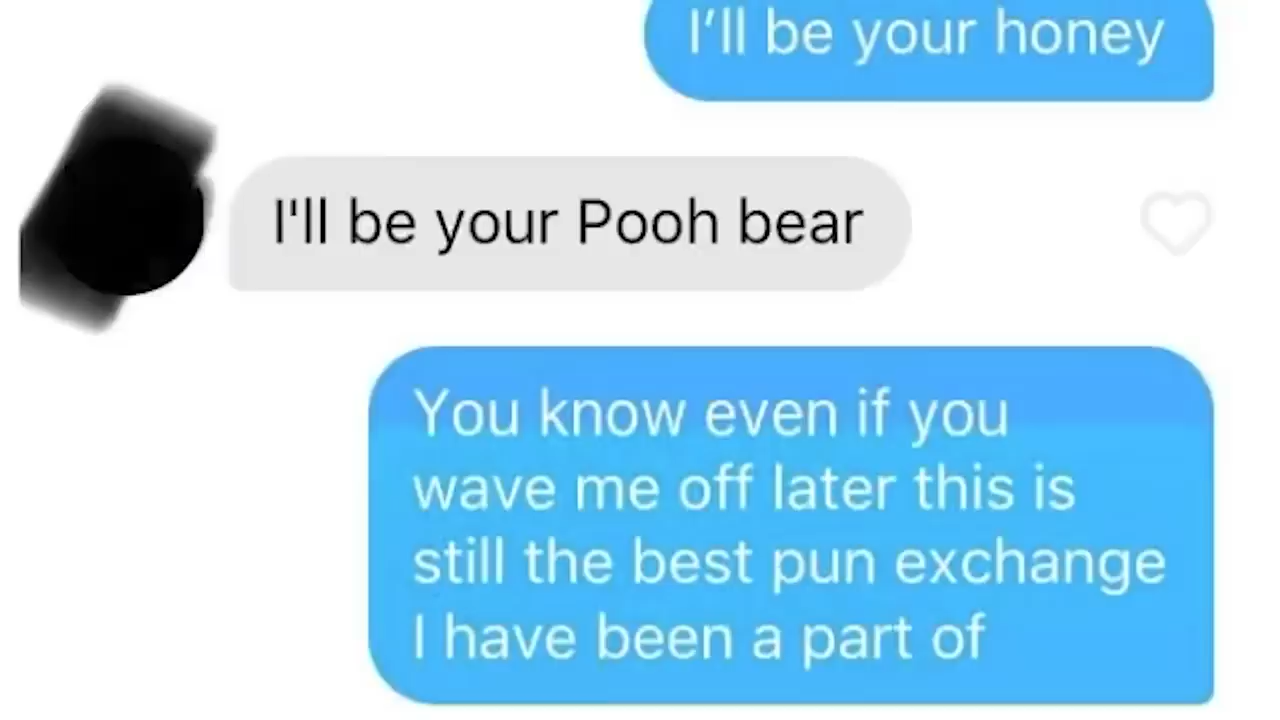 I’ll be your honey
I'll be your Pooh bear
You know even if you
wave me off later this is
still the best pun exchange
I have been a part of